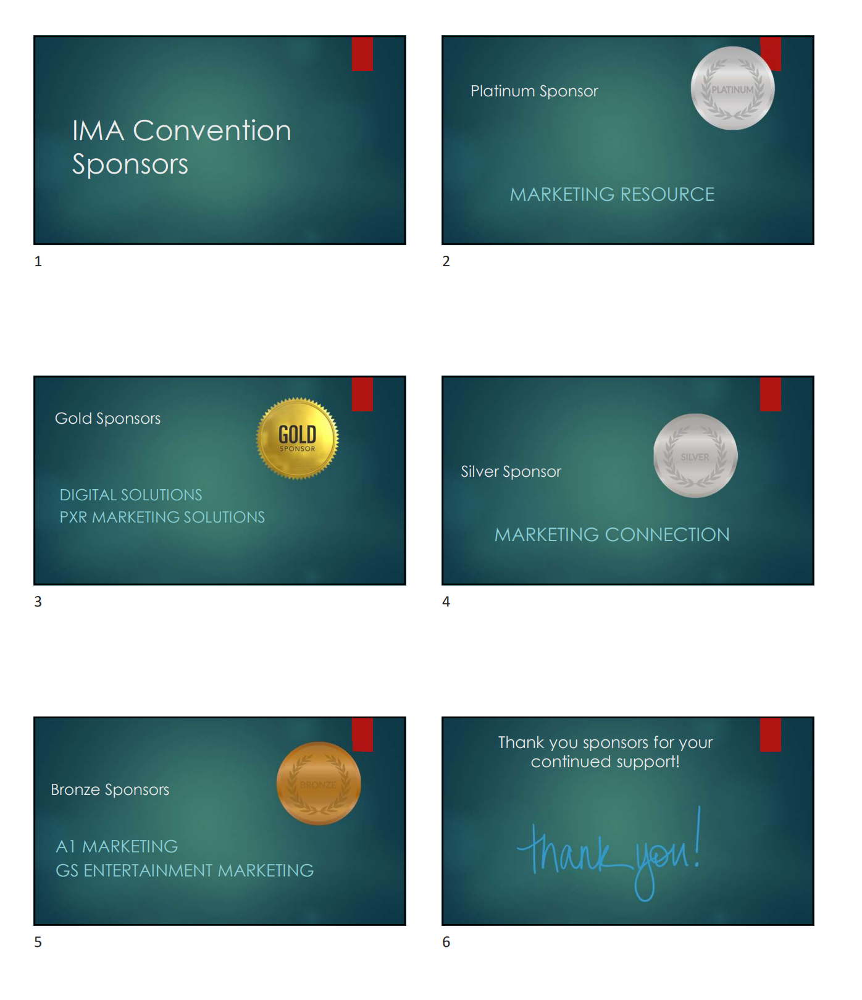 IMA Convention
Sponsors
1
Platinum Sponsor
PLATINUM
MARKETING RESOURCE
2
Gold Sponsors
GOLD
SPONSOR
DIGITAL SOLUTIONS
PXR MARKETING SOLUTIONS
3
SILVER
Silver Sponsor
MARKETING CONNECTION
4
BRONZE
Bronze Sponsors
A1 MARKETING
GS ENTERTAINMENT MARKETING
5
Thank you sponsors for your
continued support!
thank you!
6